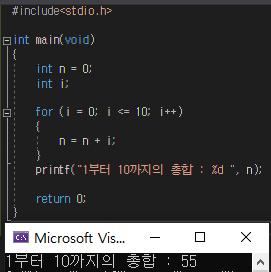 #include<stdio.h>
int main(void)
{
int n = 0;
int i;
for (i = 0; i <= 10; i++)
{
n = n + i;
}
printf("1부터 10까지의 총합 : %d ", n);
return 0;
}
Microsoft Vis...
1부터 10까지의 총합 : 55